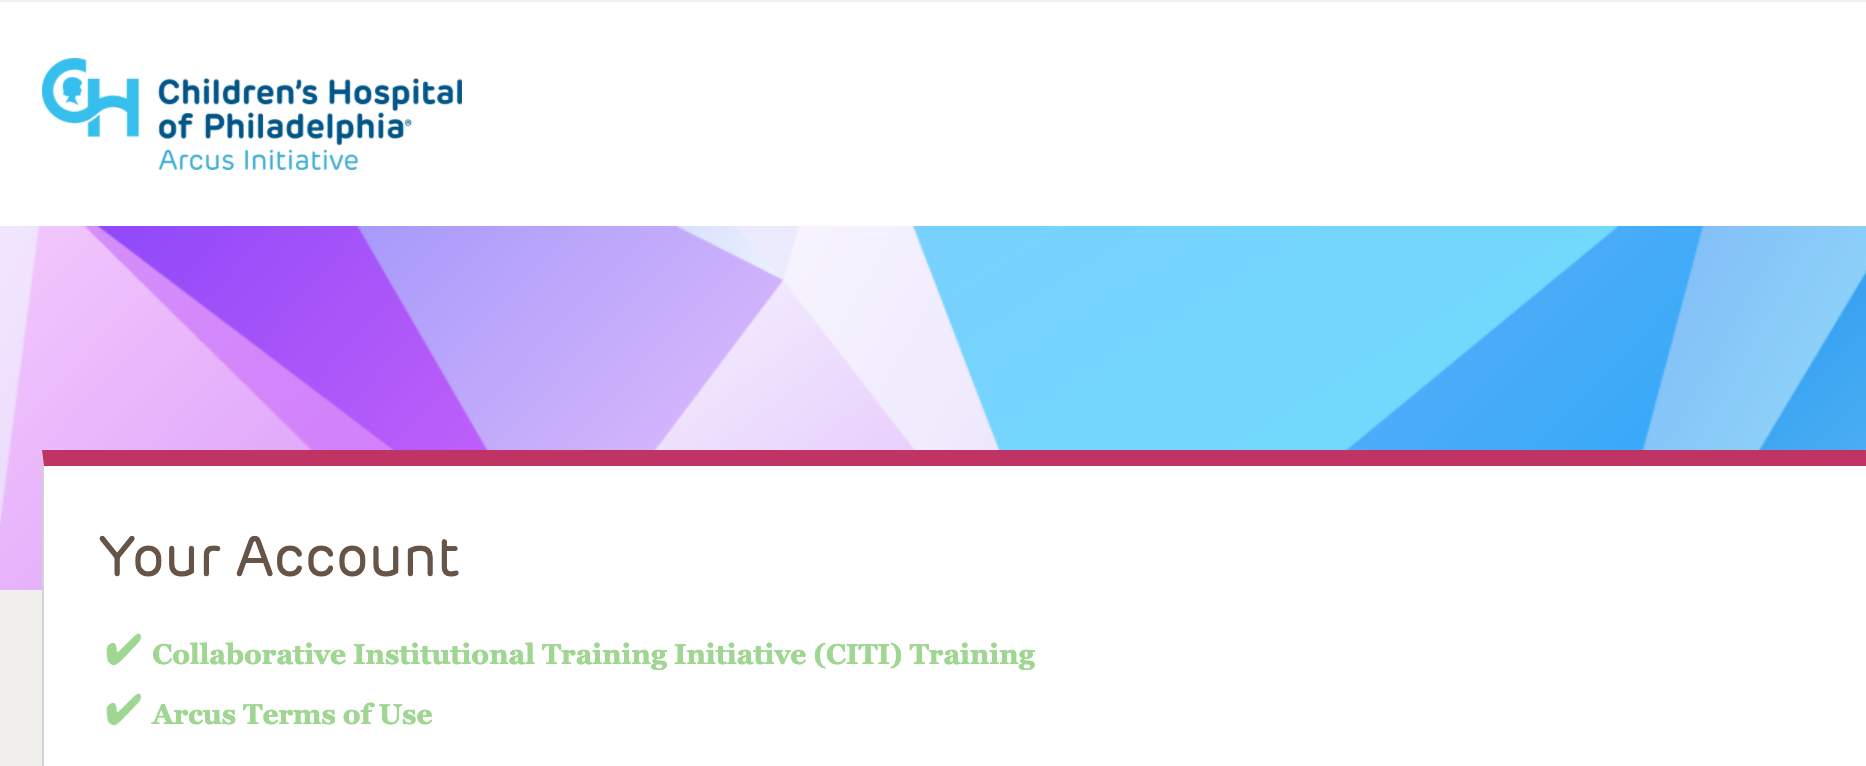 Children's Hospital
of Philadelphia®
Arcus Initiative
Your Account
✔ Collaborative Institutional Training Initiative (CITI) Training
✔ Arcus Terms of Use